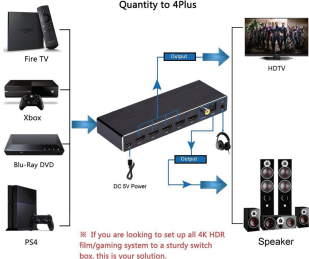 Quantity to 4Plus
Output
Fire TV
HDTV
Xbox
Blu-Ray DVD
Output
DC 5V Power
PS4
Speaker
※ If you are looking to set up all 4K HDR
film/gaming system to a sturdy switch
box, this is your solution.